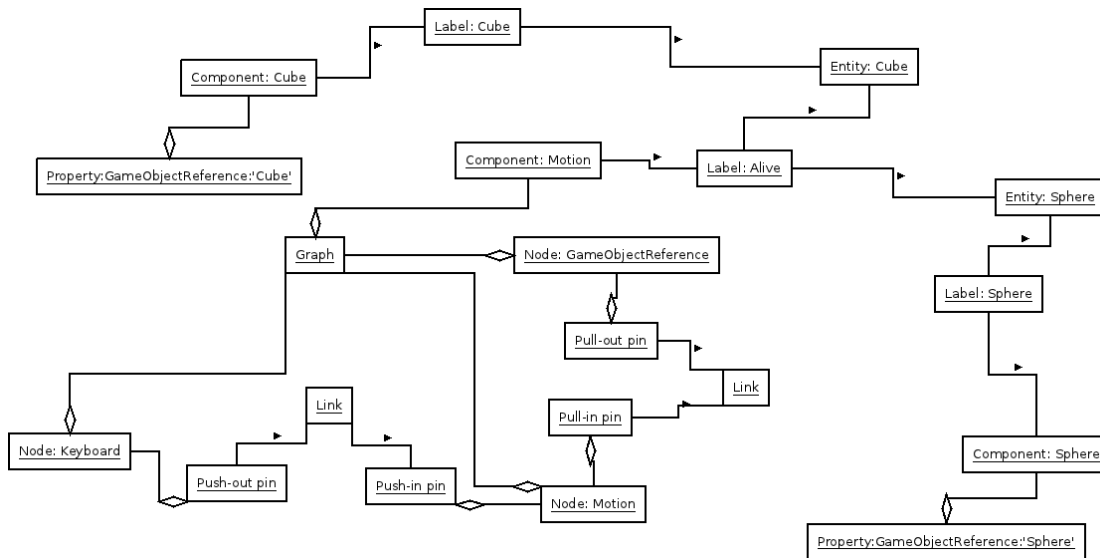 Label: Cube
Component: Cube
Entity: Cube
Property:GameObjectReference:'Cube'
Component: Motion
Label: Alive
Entity: Sphere
Graph
Node: GameObjectReference
Label: Sphere
Pull-out pin
Link
Link
Pull-in pin
Node: Keyboard
Component: Sphere
Push-out pin
Push-in pin
Node: Motion
Property:GameObjectReference:'Sphere'